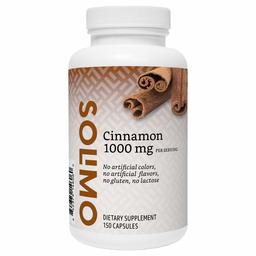 SOLIMO
Cinnamon
1000 mg PER SERVING
No artificial colors,
no artificial flavors,
no gluten, no lactose
DIETARY SUPPLEMENT
150 CAPSULES